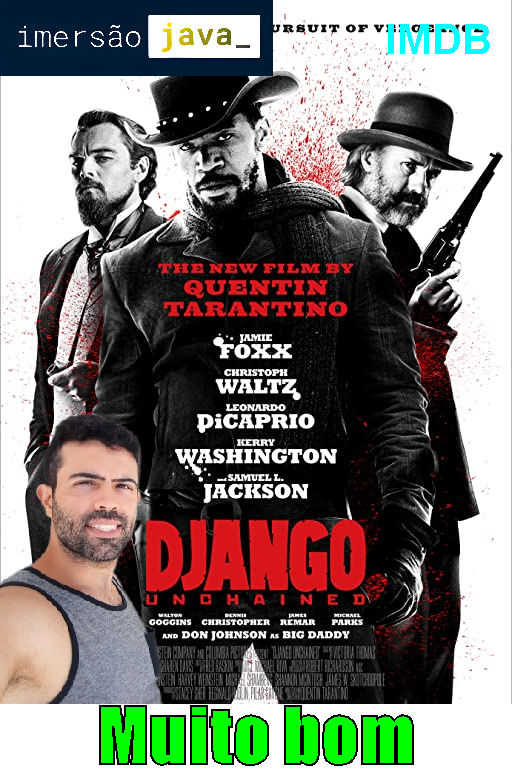 imersão java_
URSUIT OF VENGEANCE
IMDB
THE NEW FILM BY
QUENTIN
TARANTINO
JAMIE
FOXX
CHRISTOPH
WALTZ
LEONARDO
DiCAPRIO
KERRY
WASHINGTON
AND SAMUEL L.
JACKSON
DJANGO
UNCHAINED
WALTON GOGGINS DENNIS CHRISTOPHER JAMES REMAR MICHAEL PARKS
AND DON JOHNSON AS BIG DADDY
Muito bom